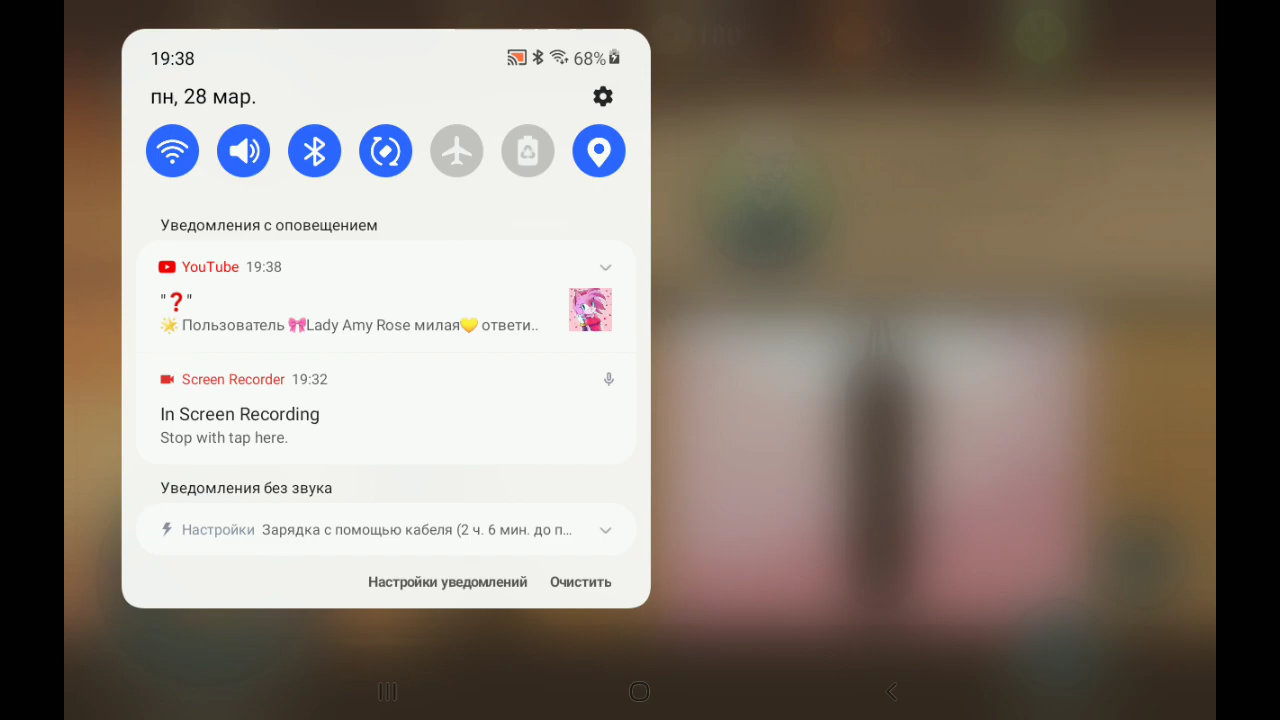 19:38
68%
пн, 28 мар.
Уведомления с оповещением
YouTube 19:38
"❓"
🌟Пользователь 🎀Lady Amy Rose милая💛 ответи..
Screen Recorder 19:32
In Screen Recording
Stop with tap here.
Уведомления без звука
Настройки Зарядка с помощью кабеля (2 ч. 6 мин. до п...
Настройки уведомлений Очистить